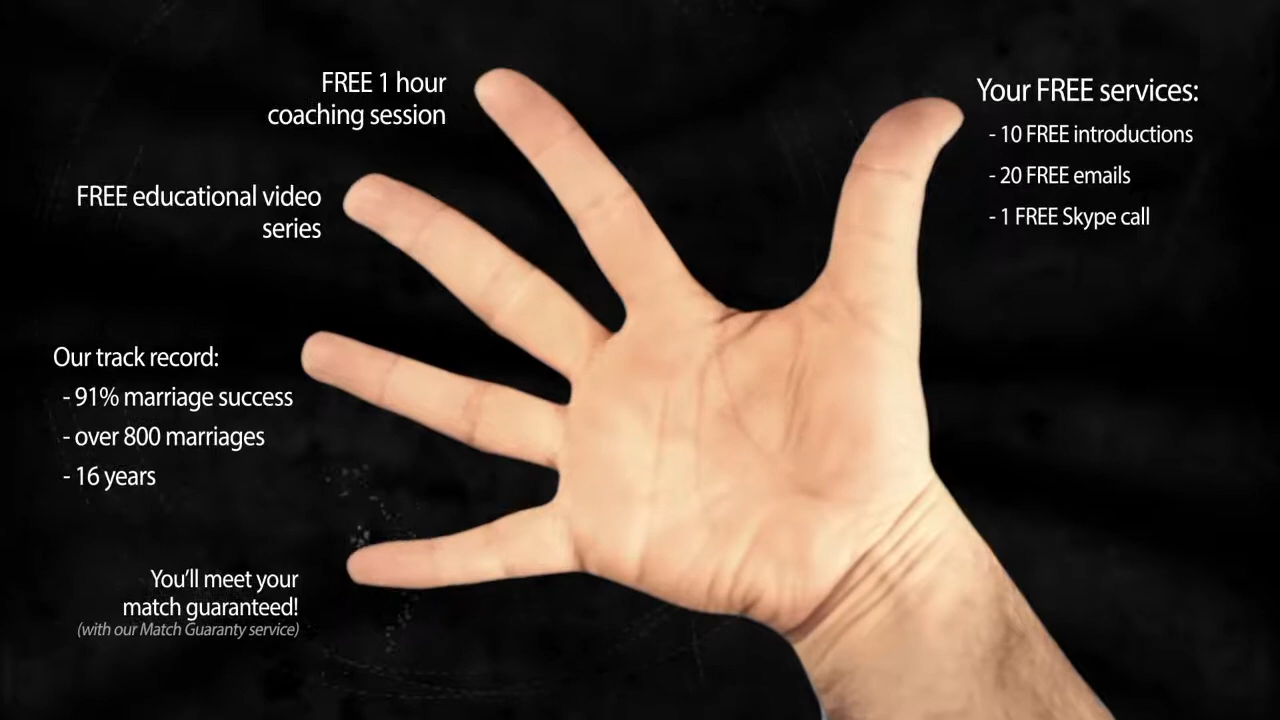 FREE 1 hour
coaching session
FREE educational video
series
Our track record:
- 91% marriage success
- over 800 marriages
- 16 years
You'll meet your
match guaranteed!
(with our Match Guaranty service)
Your FREE services:
- 10 FREE introductions
- 20 FREE emails
- 1 FREE Skype call